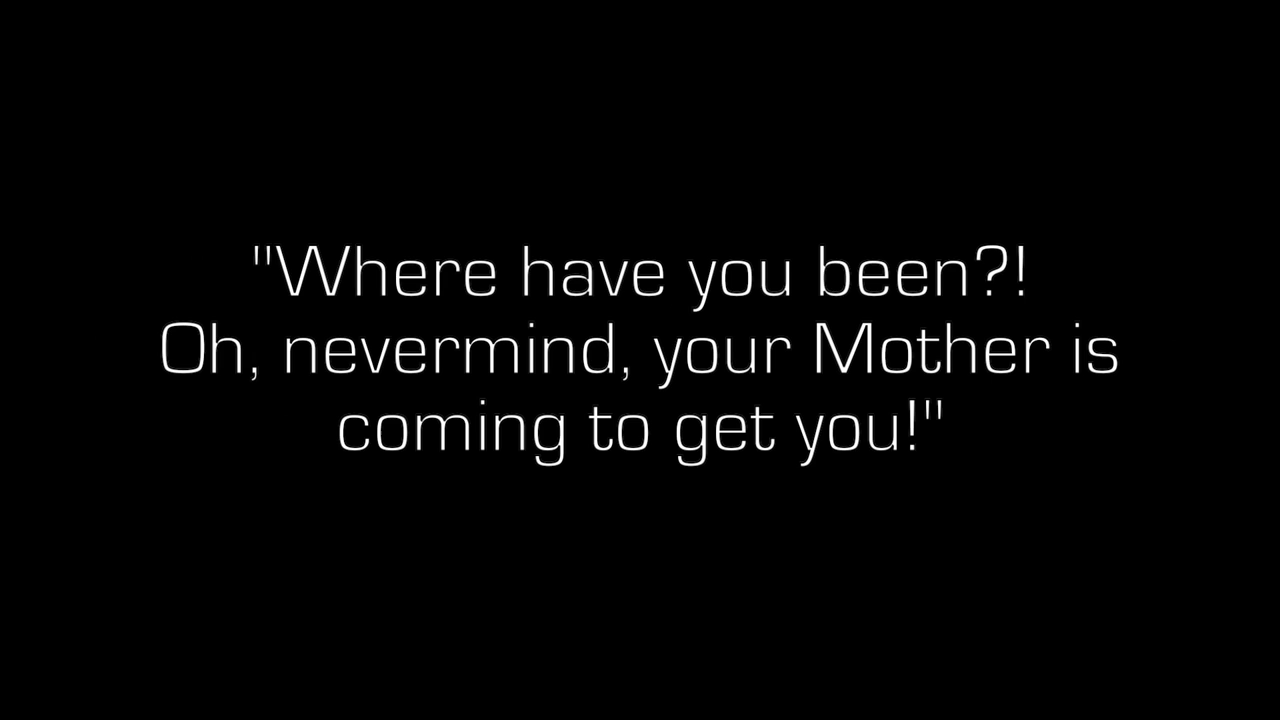 "Where have you been?!
Oh, nevermind, your Mother is
coming to get you!"